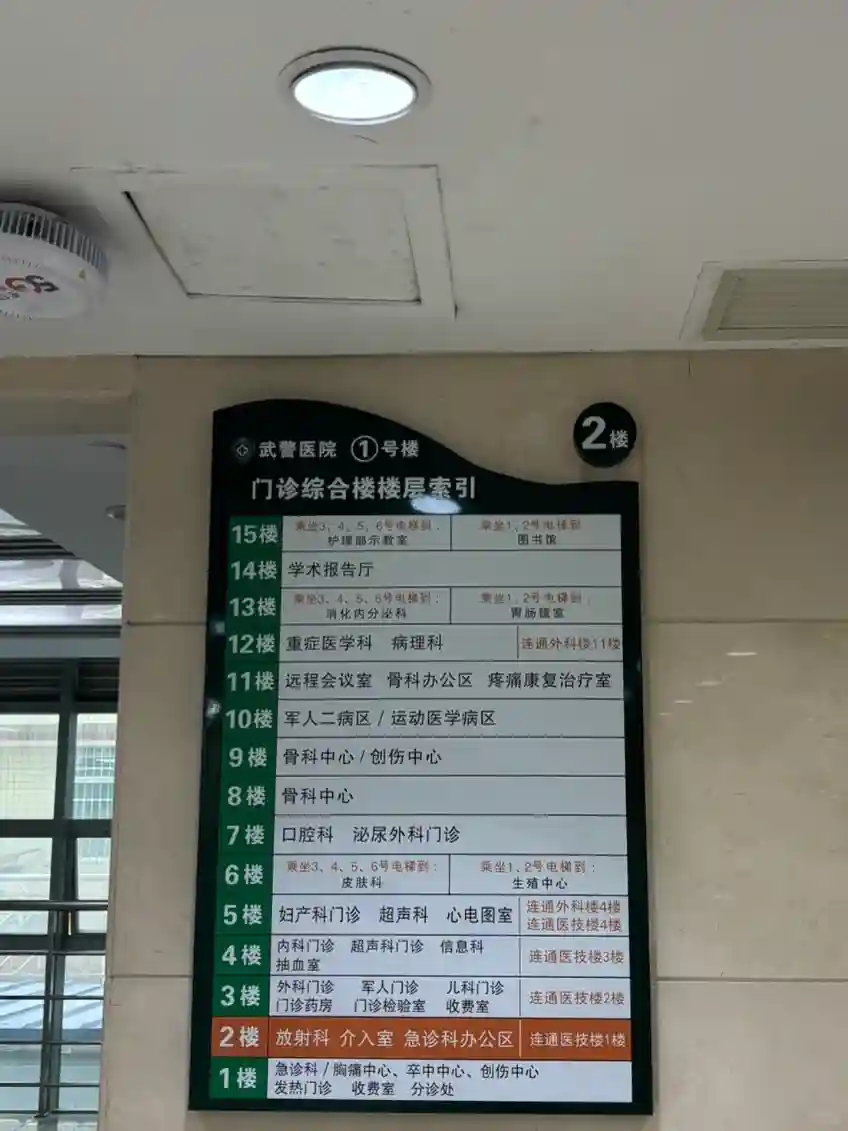 武警医院 ①号楼
2楼
门诊综合楼楼层索引
15楼
乘坐3、4、5、6号电梯到：
护理部示教室
乘坐1、2号电梯到
图书馆
14楼 学术报告厅
13楼
乘坐3、4、5、6号电梯到：
消化内分泌科
乘坐1、2号电梯到：
胃肠镜室
12楼 重症医学科 病理科 连通外科楼11楼
11楼 远程会议室 骨科办公区 疼痛康复治疗室
10楼 军人二病区 / 运动医学病区
9楼 骨科中心 / 创伤中心
8楼 骨科中心
7楼 口腔科 泌尿外科门诊
6楼
乘坐3、4、5、6号电梯到：
皮肤科
乘坐1、2号电梯到：
生殖中心
5楼 妇产科门诊 超声科 心电图室
连通外科楼4楼
连通医技楼4楼
4楼
内科门诊 超声科门诊 信息科
抽血室
连通医技楼3楼
3楼
外科门诊 军人门诊 儿科门诊
门诊药房 门诊检验室 收费室
连通医技楼2楼
2楼 放射科 介入室 急诊科办公区 连通医技楼1楼
1楼
急诊科 / 胸痛中心、卒中中心、创伤中心
发热门诊 收费室 分诊处